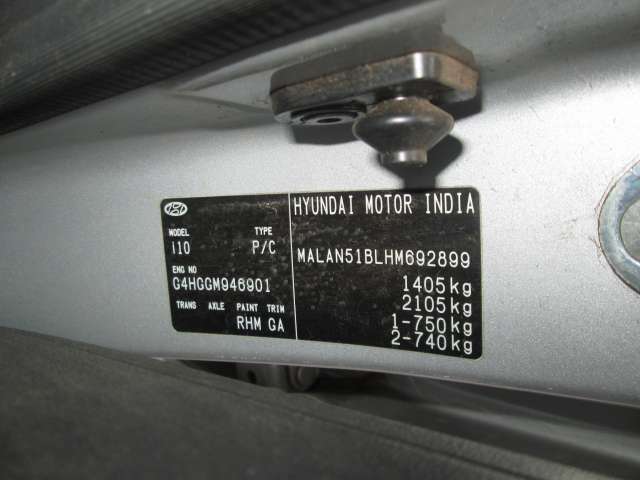 HYUNDAI MOTOR INDIA
MODEL TYPE
i10 P/C
MALAN51BLHM692899
ENG NO
G4HGGM946901
1405kg
2105kg
TRANS AXLE PAINT TRIM
RHM GA
1-750kg
2-740kg